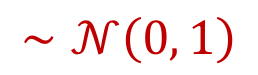 ~ 𝒩(0, 1)